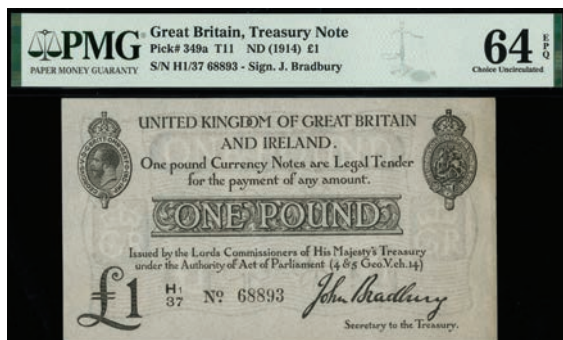 PMG
PAPER MONEY GUARANTY
Great Britain, Treasury Note
Pick# 349a T11 ND (1914) £1
S/N H1/37 68893 - Sign. J. Bradbury
64 EPQ
Choice Uncirculated
UNITED KINGDOM OF GREAT BRITAIN
AND IRELAND.
One pound Currency Notes are Legal Tender
for the payment of any amount.
ONE POUND
Issued by the Lords Commissioners of His Majesty's Treasury
under the Authority of Act of Parliament (4 & 5 Geo.V.ch.14)
£1 H1/37 No 68893 John Bradbury
Secretary to the Treasury.